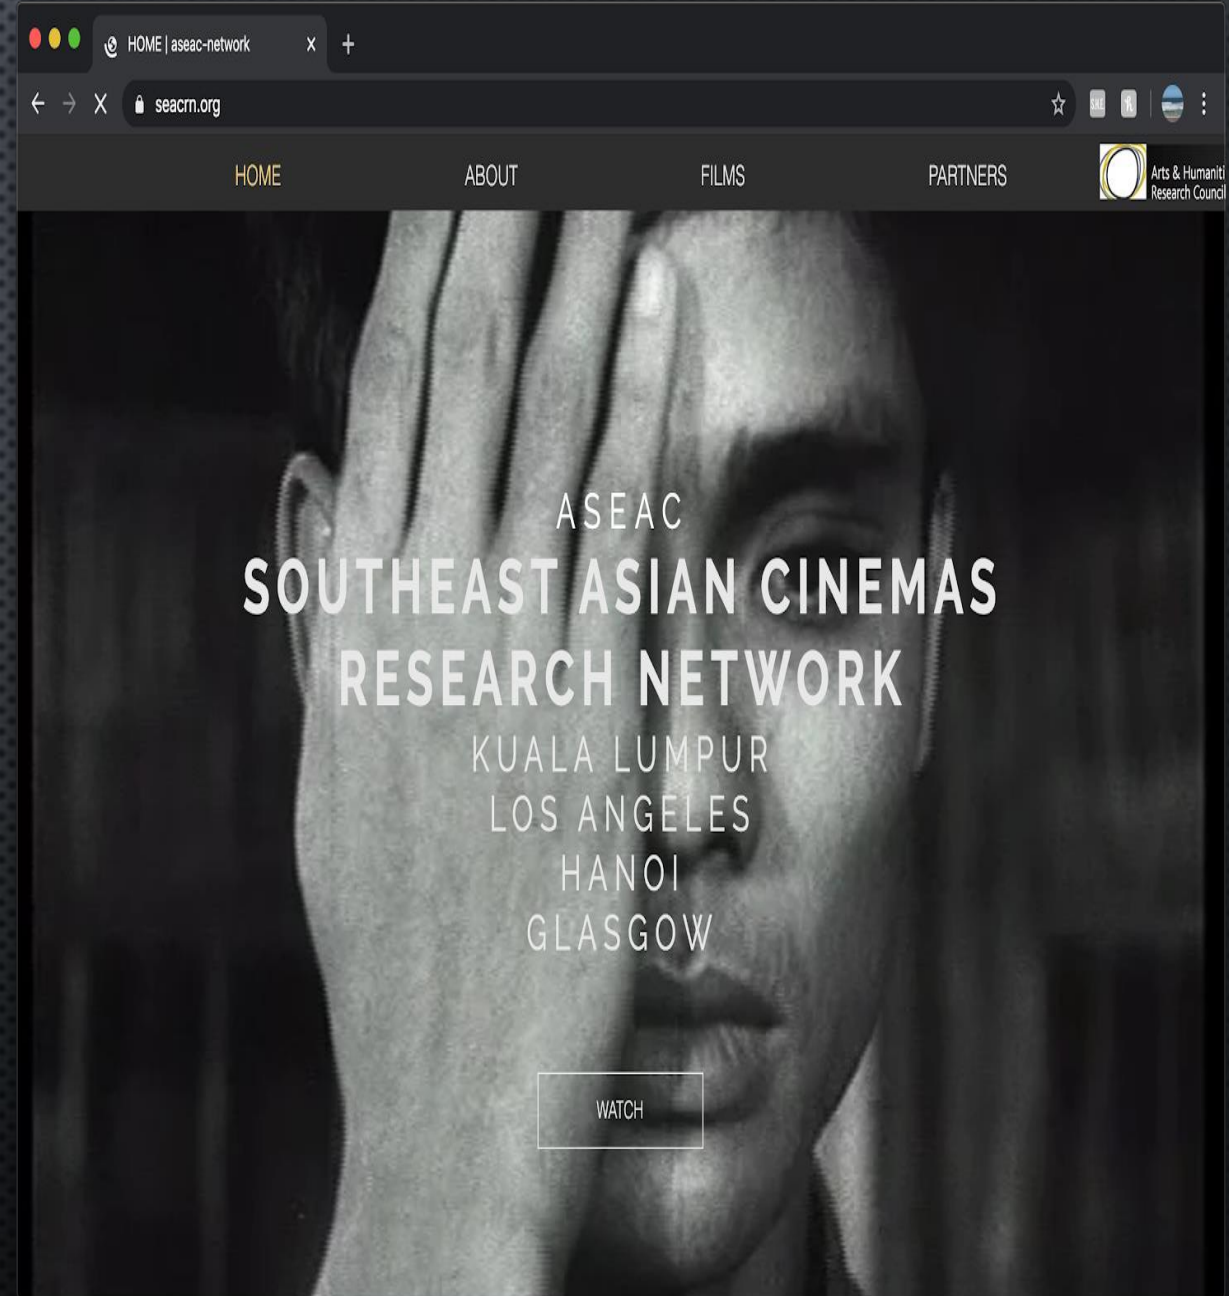 HOME | aseac-network
seacrn.org
HOME ABOUT FILMS PARTNERS
Arts & Humaniti
Research Council
ASEAC
SOUTHEAST ASIAN CINEMAS
RESEARCH NETWORK
KUALA LUMPUR
LOS ANGELES
HANOI
GLASGOW
WATCH